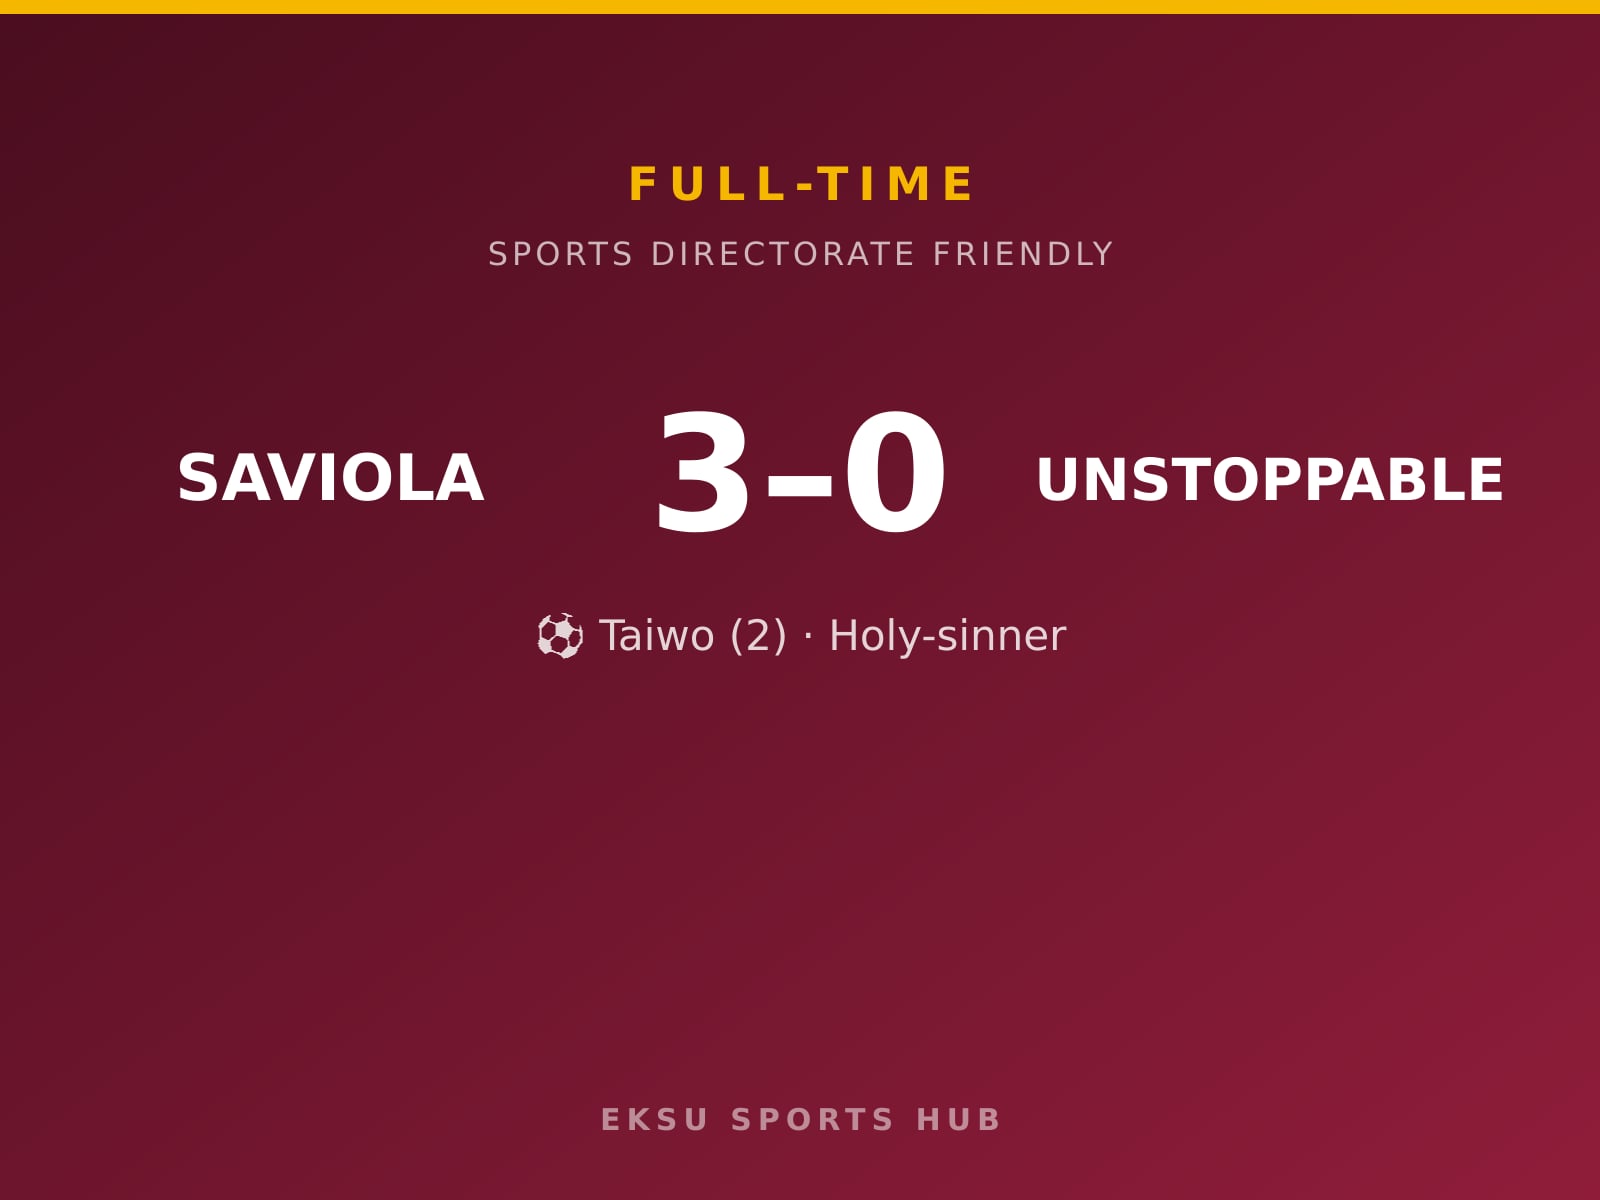 FULL-TIME
SPORTS DIRECTORATE FRIENDLY
SAVIOLA 3–0 UNSTOPPABLE
⚽ Taiwo (2) · Holy-sinner
EKSU SPORTS HUB